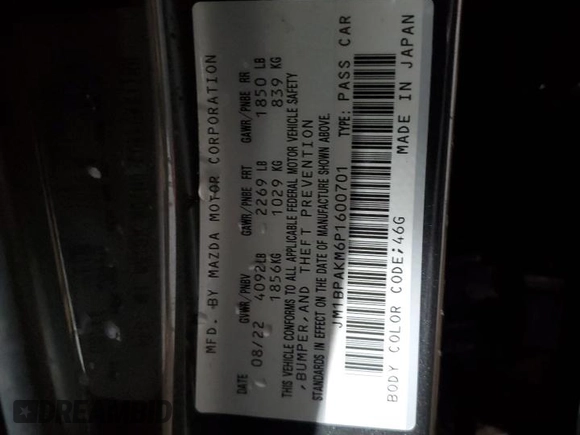 MFD. BY MAZDA MOTOR CORPORATION
DATE GVWR/PNBV GAWR/PNBE FRT GAWR/PNBE RR
08/22 4092LB 2269 LB 1850 LB
1856KG 1029 KG 839 KG
THIS VEHICLE CONFORMS TO ALL APPLICABLE FEDERAL MOTOR VEHICLE SAFETY
,BUMPER,AND THEFT PREVENTION
STANDARDS IN EFFECT ON THE DATE OF MANUFACTURE SHOWN ABOVE.
JM1BPAKM6P1600701 TYPE: PASS CAR
BODY COLOR CODE;46G MADE IN JAPAN
DREAMBID